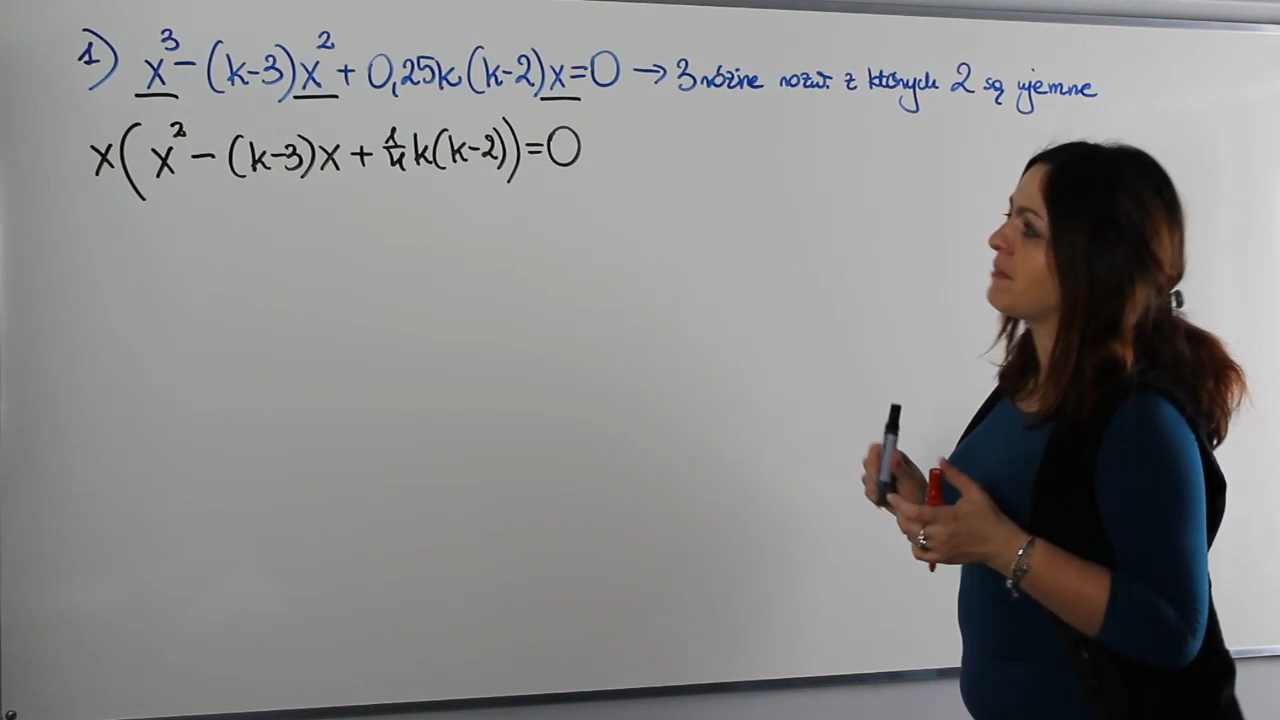 1) x³-(k-3)x²+0,25k(k-2)x=0 → 3 różne rozw. z których 2 są ujemne
x(x²-(k-3)x+¼k(k-2))=0